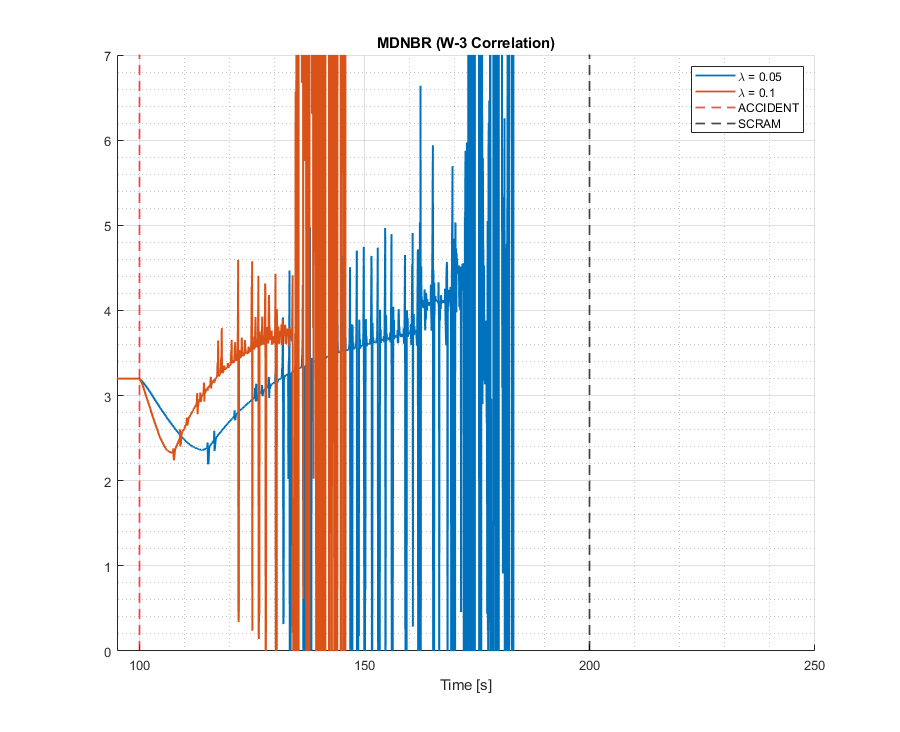 MDNBR (W-3 Correlation)
7
6
5
4
3
2
1
0
λ = 0.05
λ = 0.1
ACCIDENT
SCRAM
100
150
200
250
Time [s]